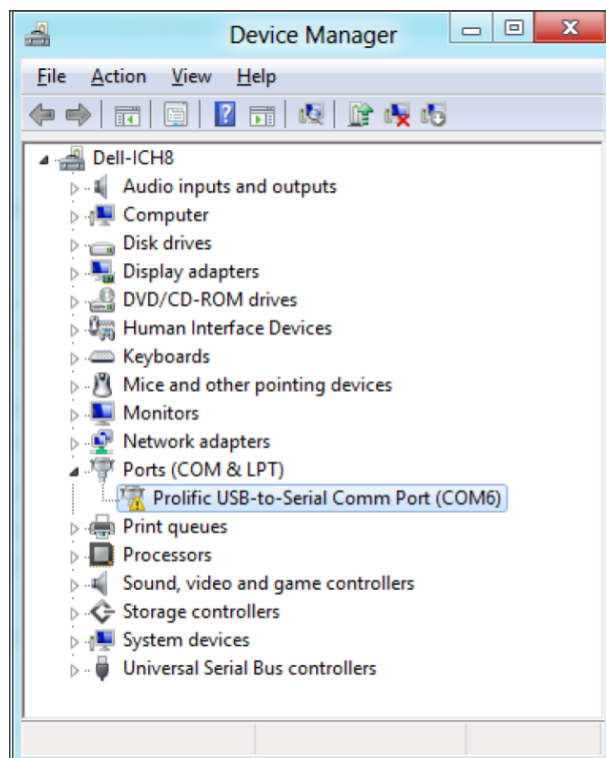 Device Manager
File Action View Help
Dell-ICH8
Audio inputs and outputs
Computer
Disk drives
Display adapters
DVD/CD-ROM drives
Human Interface Devices
Keyboards
Mice and other pointing devices
Monitors
Network adapters
Ports (COM & LPT)
Prolific USB-to-Serial Comm Port (COM6)
Print queues
Processors
Sound, video and game controllers
Storage controllers
System devices
Universal Serial Bus controllers